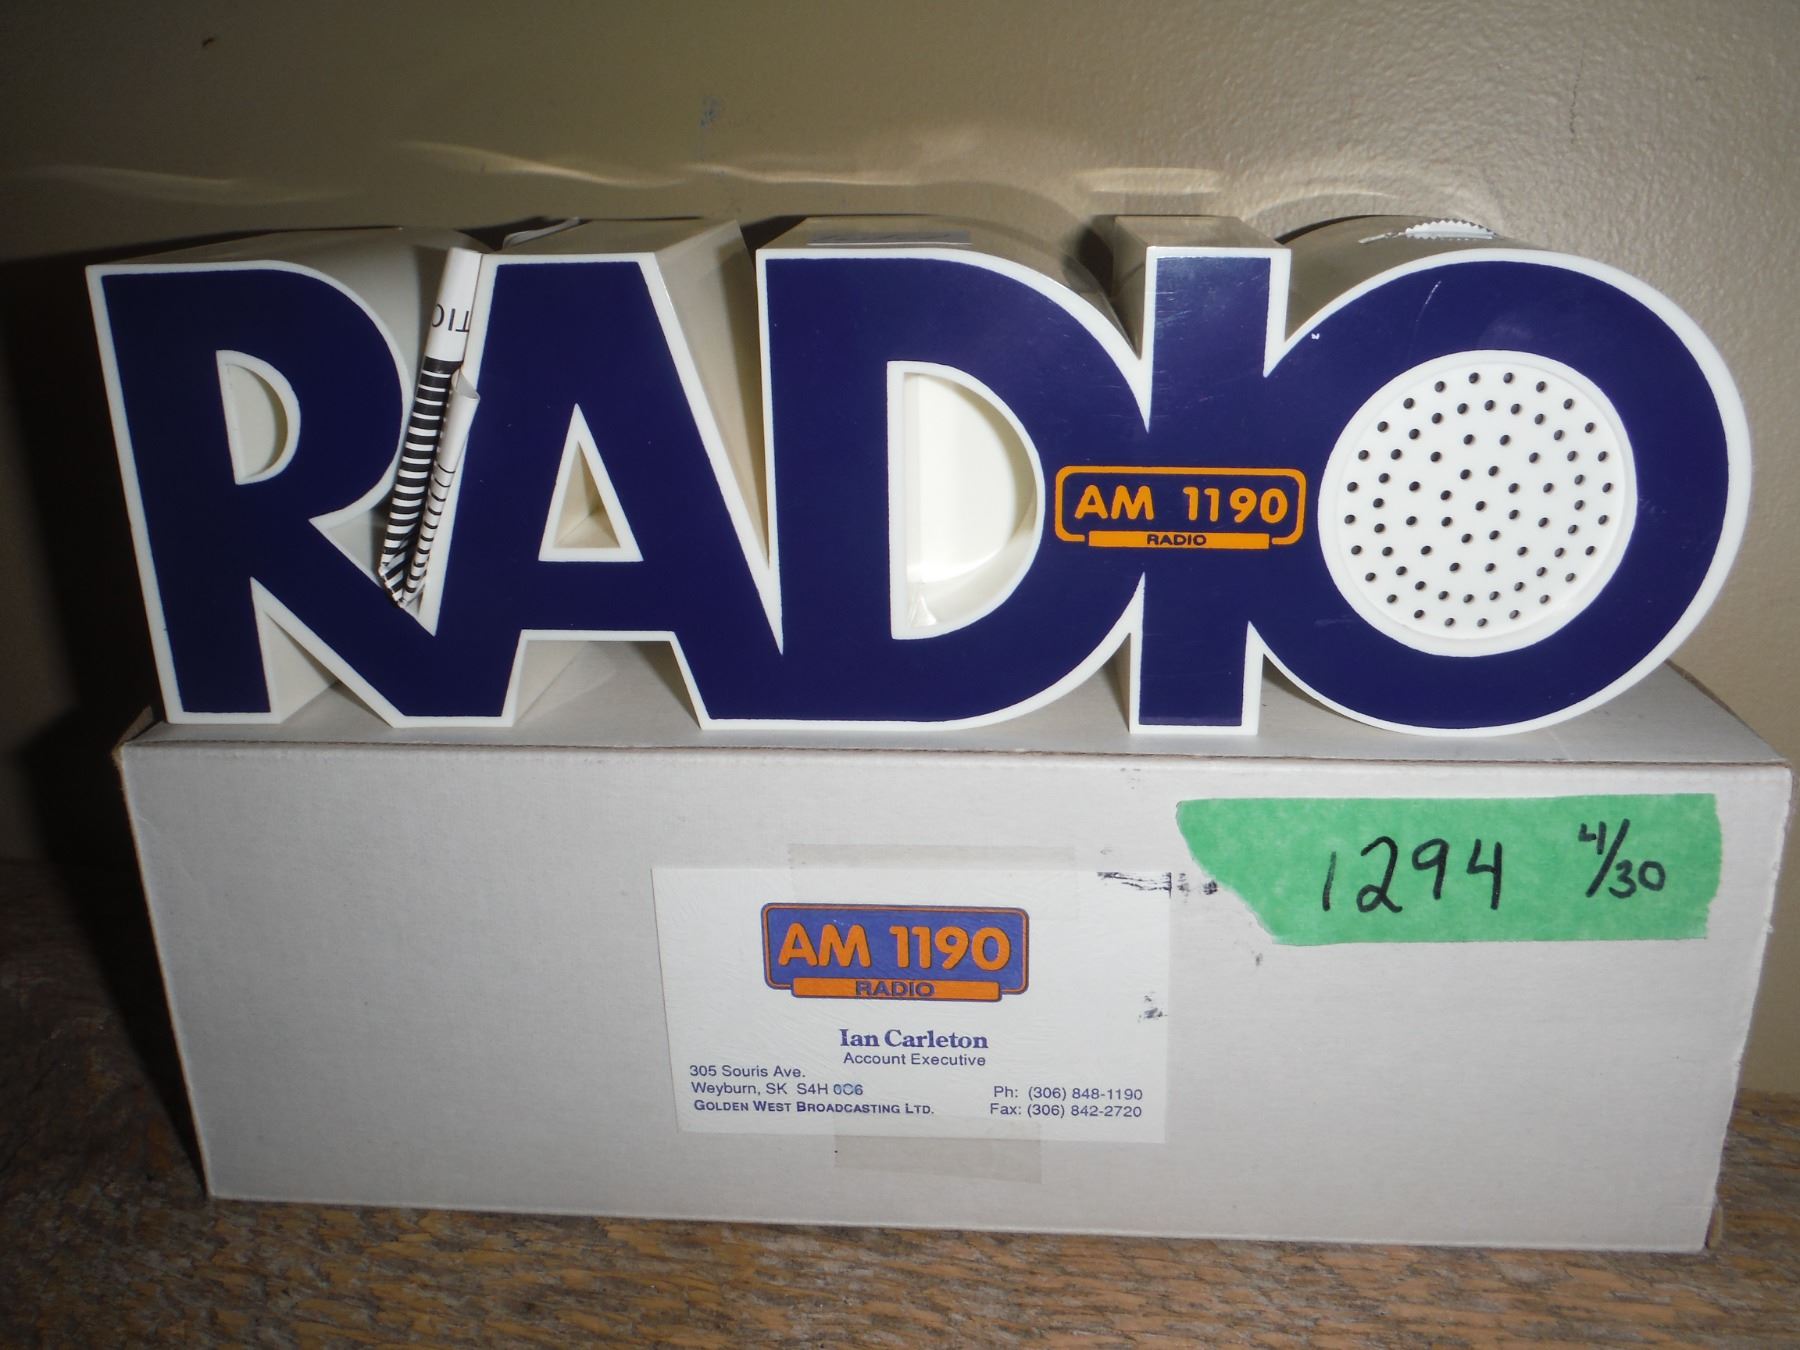 RADIO
TIO
AM 1190
RADIO
1294 4/30
AM 1190
RADIO
Ian Carleton
Account Executive
305 Souris Ave.
Weyburn, SK S4H 0C6
GOLDEN WEST BROADCASTING LTD.
Ph: (306) 848-1190
Fax: (306) 842-2720